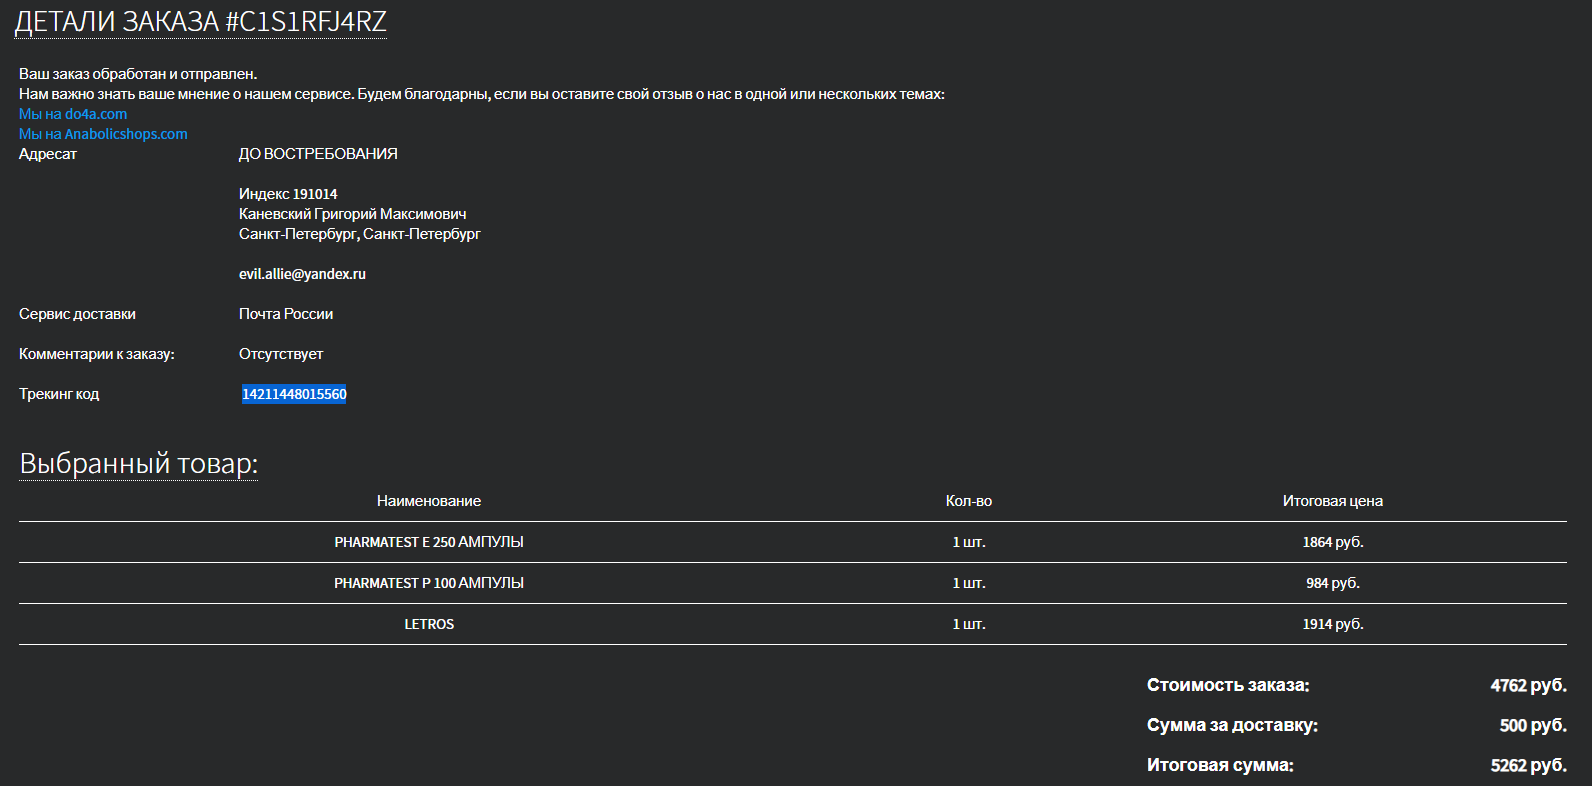 ДЕТАЛИ ЗАКАЗА #C1S1RFJ4RZ
Ваш заказ обработан и отправлен.
Нам важно знать ваше мнение о нашем сервисе. Будем благодарны, если вы оставите свой отзыв о нас в одной или нескольких темах:
Мы на do4a.com
Мы на Anabolicshops.com
Адресат ДО ВОСТРЕБОВАНИЯ
Индекс 191014
Каневский Григорий Максимович
Санкт-Петербург, Санкт-Петербург
evil.allie@yandex.ru
Сервис доставки Почта России
Комментарии к заказу: Отсутствует
Трекинг код 14211448015560
Выбранный товар:
Наименование Кол-во Итоговая цена
PHARMATEST E 250 АМПУЛЫ 1 шт. 1864 руб.
PHARMATEST P 100 АМПУЛЫ 1 шт. 984 руб.
LETROS 1 шт. 1914 руб.
Стоимость заказа: 4762 руб.
Сумма за доставку: 500 руб.
Итоговая сумма: 5262 руб.